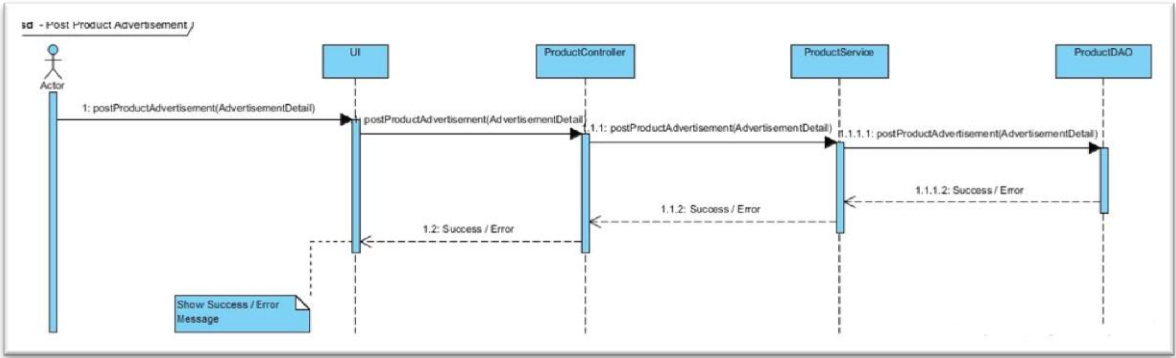 sd - Post Product Advertisement
Actor
UI
ProductController
ProductService
ProductDAO
1: postProductAdvertisement(AdvertisementDetail)
postProductAdvertisement(AdvertisementDetail
1.1.1: postProductAdvertisement(AdvertisementDetail)
1.1.1.1: postProductAdvertisement(AdvertisementDetail)
1.1.1.2: Success / Error
1.1.2: Success / Error
1.2: Success / Error
Show Success / Error
Message